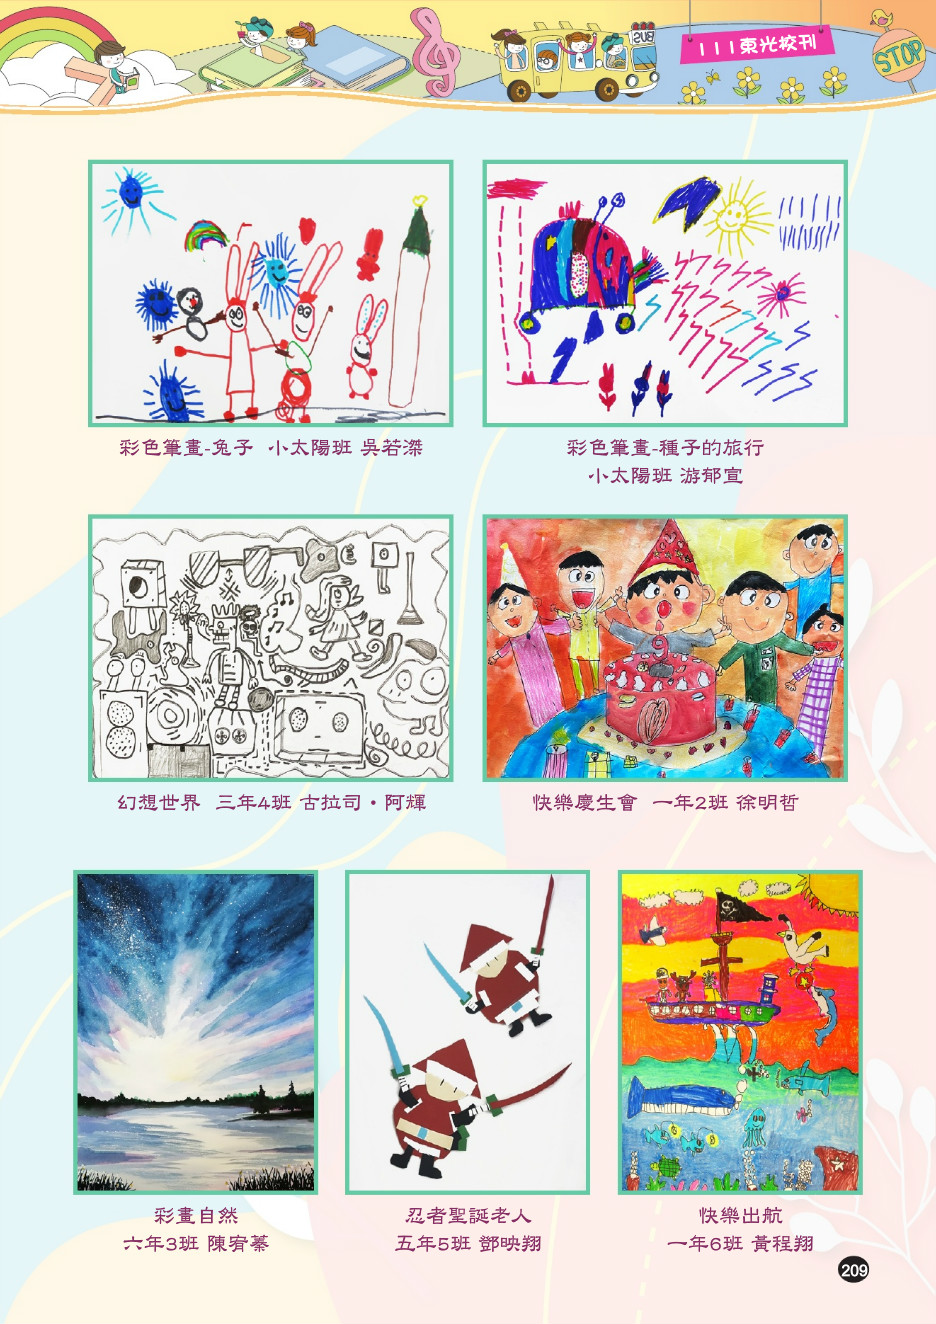 111東光校刊
STOP
BUS
彩色筆畫-兔子 小太陽班 吳若滐
彩色筆畫-種子的旅行
小太陽班 游郁宣
幻想世界 三年4班 古拉司・阿輝
快樂慶生會 一年2班 徐明哲
彩畫自然
六年3班 陳宥蓁
忍者聖誕老人
五年5班 鄧映翔
快樂出航
一年6班 黃程翔
209